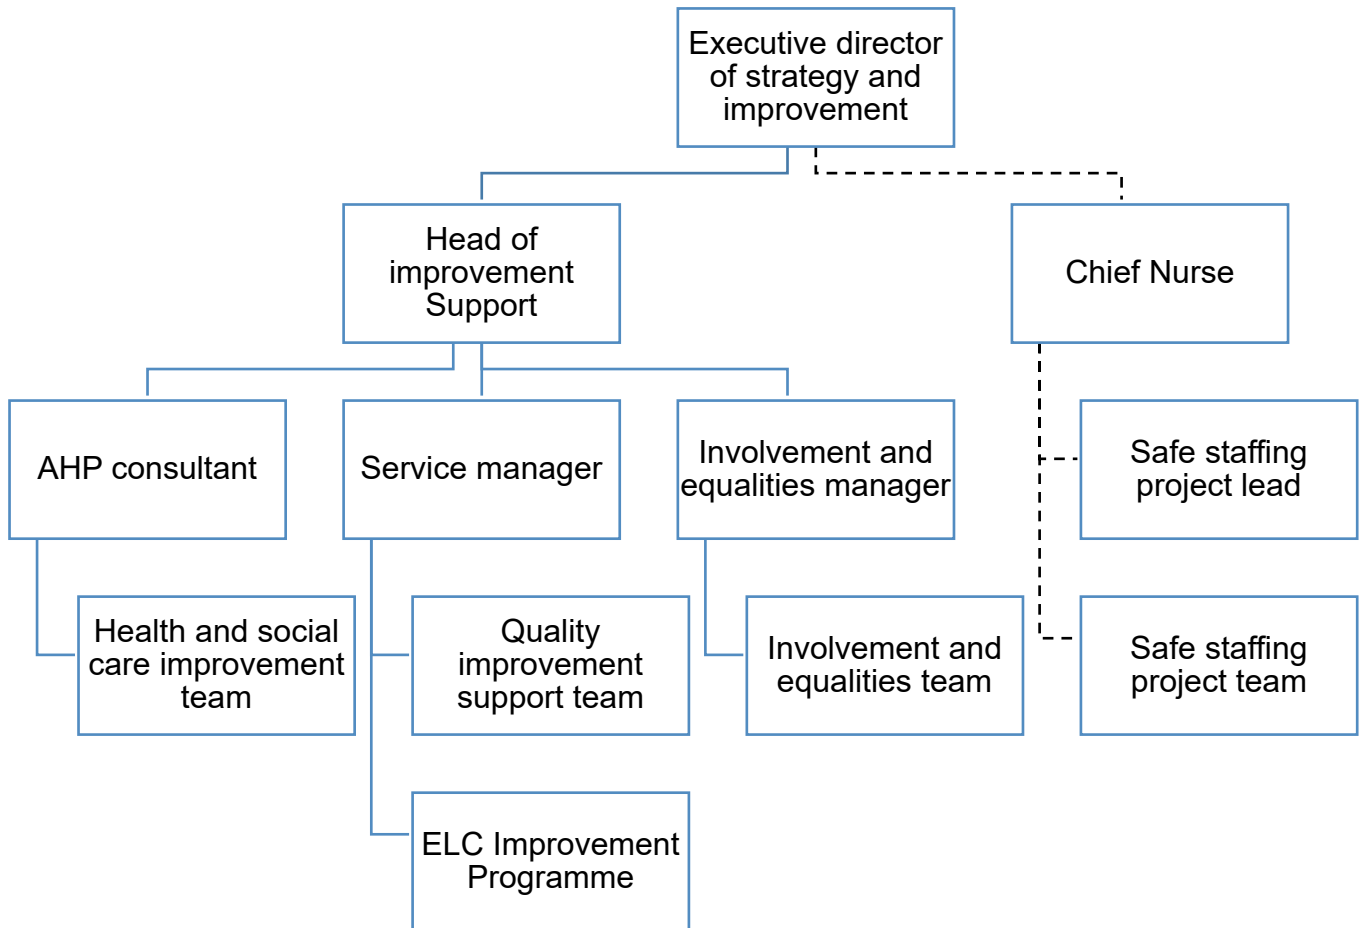 Executive director
of strategy and
improvement
Head of
improvement
Support
Chief Nurse
AHP consultant
Service manager
Involvement and
equalities manager
Safe staffing
project lead
Health and social
care improvement
team
Quality
improvement
support team
Involvement and
equalities team
Safe staffing
project team
ELC Improvement
Programme